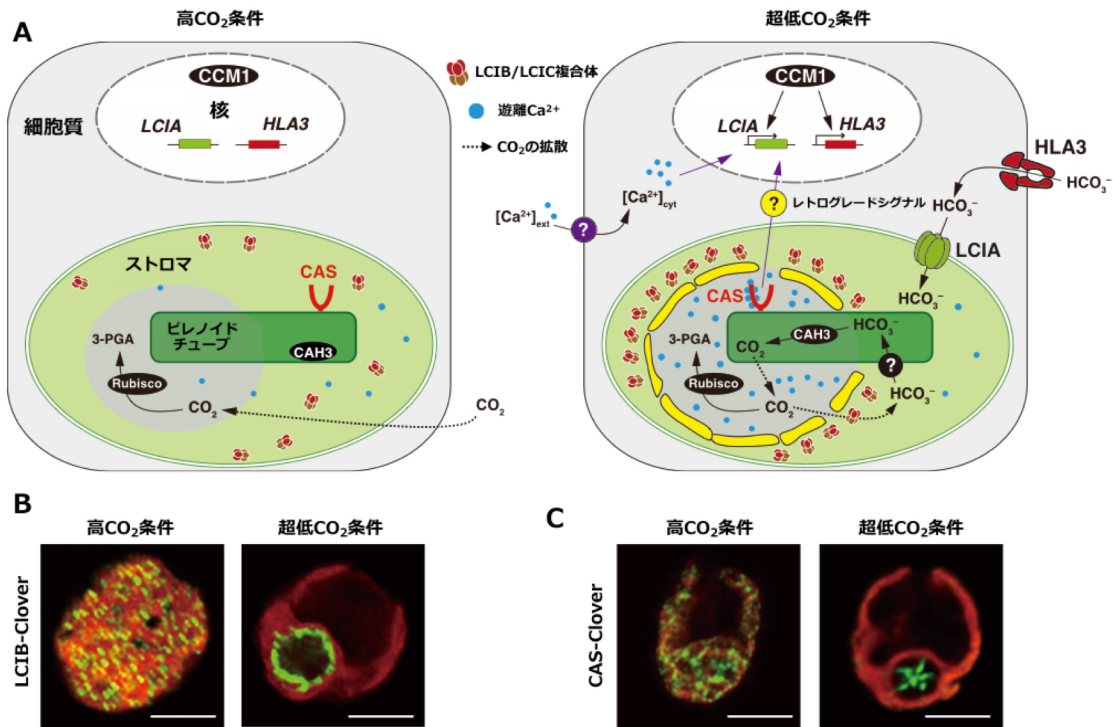 A
高CO₂条件
CCM1
核
LCIA
HLA3
細胞質
ストロマ
CAS
ピレノイド
チューブ
CAH3
3-PGA
Rubisco
CO₂
CO₂
LCIB/LCIC複合体
遊離Ca²⁺
CO₂の拡散
超低CO₂条件
CCM1
LCIA
HLA3
HLA3
HCO₃⁻
HCO₃⁻
[Ca²⁺]ext
?
[Ca²⁺]cyt
?
レトログレードシグナル
LCIA
HCO₃⁻
CAS
3-PGA
CO₂
CAH3
HCO₃⁻
Rubisco
CO₂
?
HCO₃⁻
B
高CO₂条件
超低CO₂条件
LCIB-Clover
C
高CO₂条件
超低CO₂条件
CAS-Clover